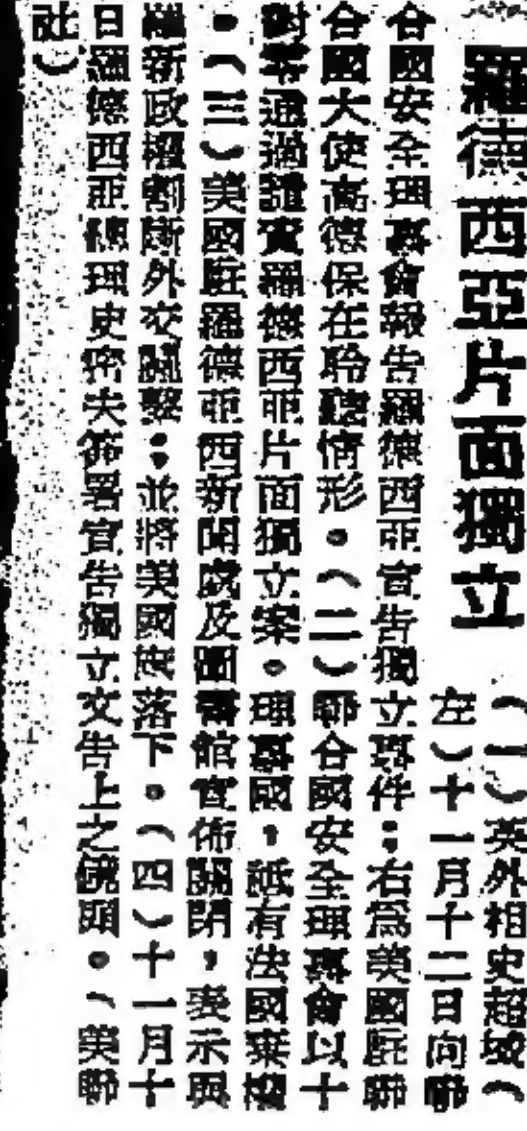 羅德西亞片面獨立
（一）英外相史超域（
左）十一月十二日向聯
合國安全理事會報告羅德西亞宣告獨立事件；右爲美國駐聯
合國大使高德保在聆聽情形。（二）聯合國安全理事會以十
對零通過譴責羅德西亞片面獨立案。理事國，祗有法國棄權
。（三）美國駐羅德亞西新聞處及圖書館宣佈關閉，表示與
羅新政權割斷外交關繫；並將美國旗落下。（四）十一月十
日羅德西亞總理史密夫佈署宣告獨立文告上之鏡頭。（美聯
社）